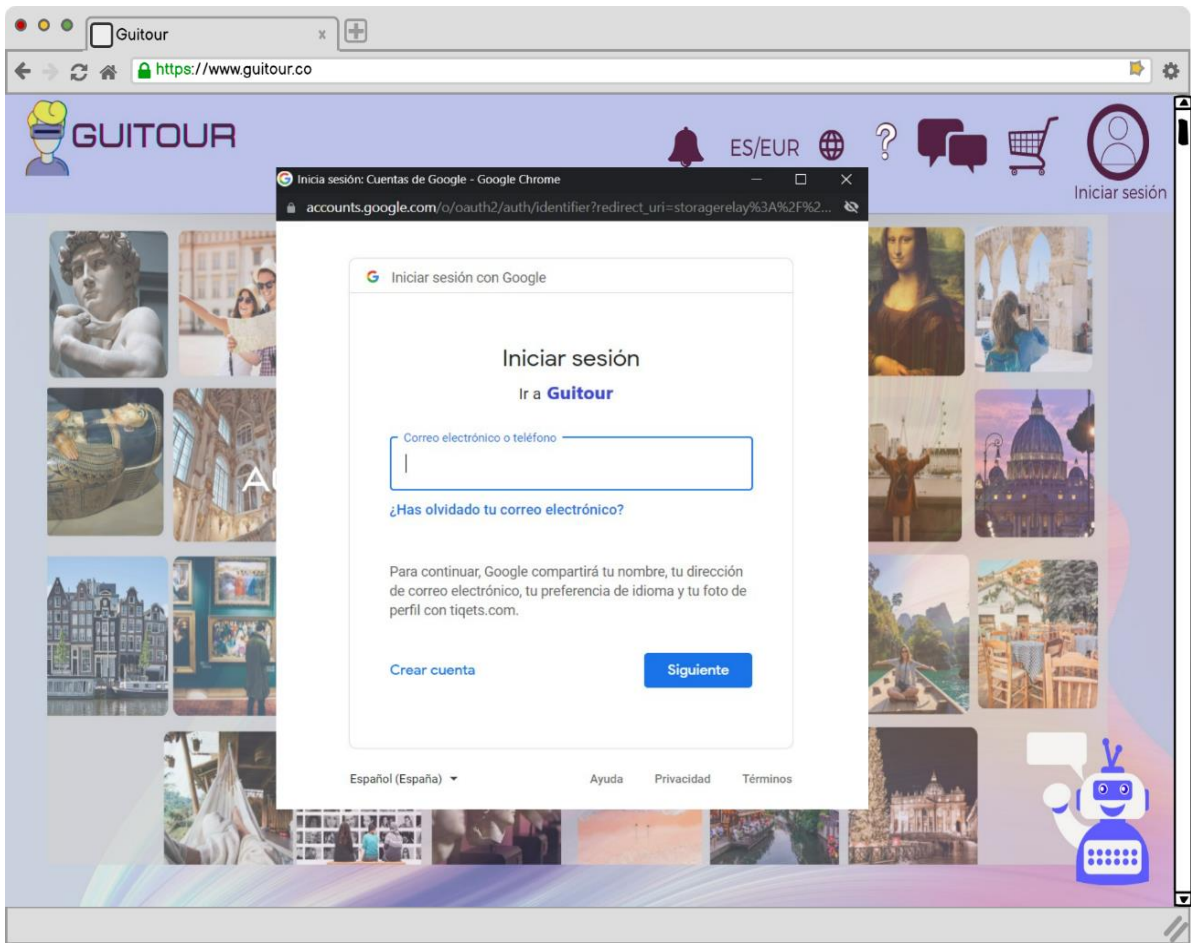 Guitour
https://www.guitour.co
GUITOUR
ES/EUR
?
Iniciar sesión
Inicia sesión: Cuentas de Google - Google Chrome
accounts.google.com/o/oauth2/auth/identifier?redirect_uri=storagerelay%3A%2F%2...
G Iniciar sesión con Google
Iniciar sesión
Ir a Guitour
Correo electrónico o teléfono
¿Has olvidado tu correo electrónico?
Para continuar, Google compartirá tu nombre, tu dirección
de correo electrónico, tu preferencia de idioma y tu foto de
perfil con tiqets.com.
Crear cuenta
Siguiente
Español (España)
Ayuda Privacidad Términos